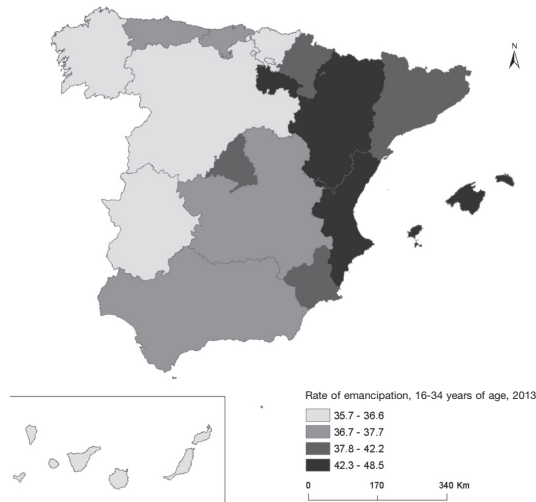 N
Rate of emancipation, 16-34 years of age, 2013
35.7 - 36.6
36.7 - 37.7
37.8 - 42.2
42.3 - 48.5
0 170 340 Km